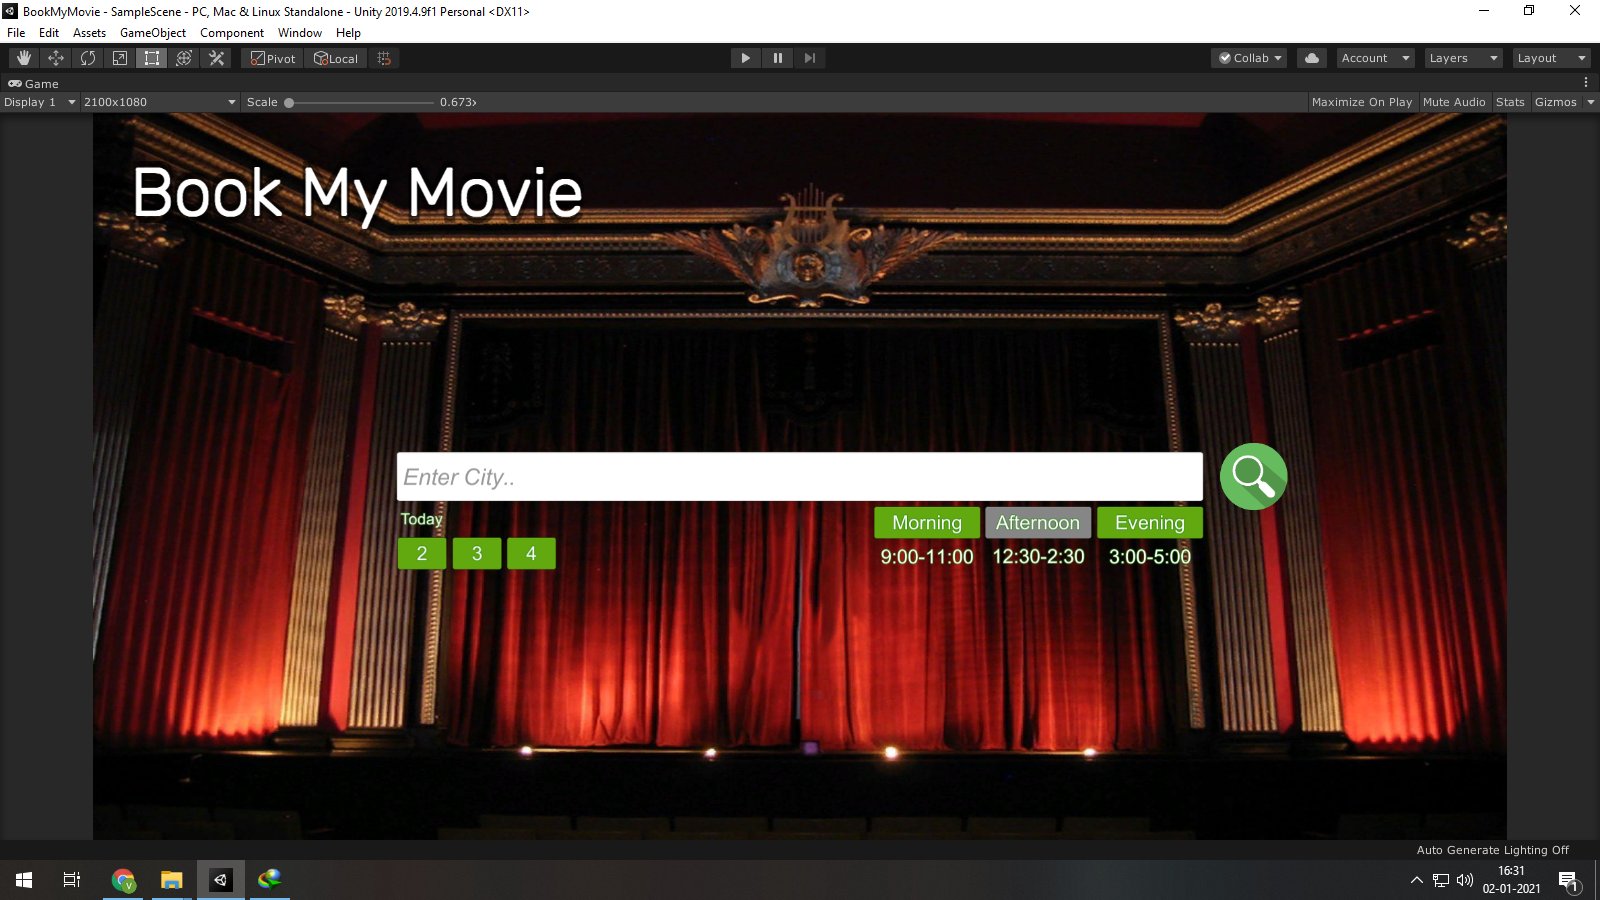 BookMyMovie - SampleScene - PC, Mac & Linux Standalone - Unity 2019.4.9f1 Personal <DX11>
File Edit Assets GameObject Component Window Help
Pivot Local Collab Account Layers Layout
Game
Display 1 2100x1080 Scale 0.673x Maximize On Play Mute Audio Stats Gizmos
Book My Movie
Enter City..
Today
Morning Afternoon Evening
2 3 4
9:00-11:00 12:30-2:30 3:00-5:00
Auto Generate Lighting Off
16:31
02-01-2021
V
1